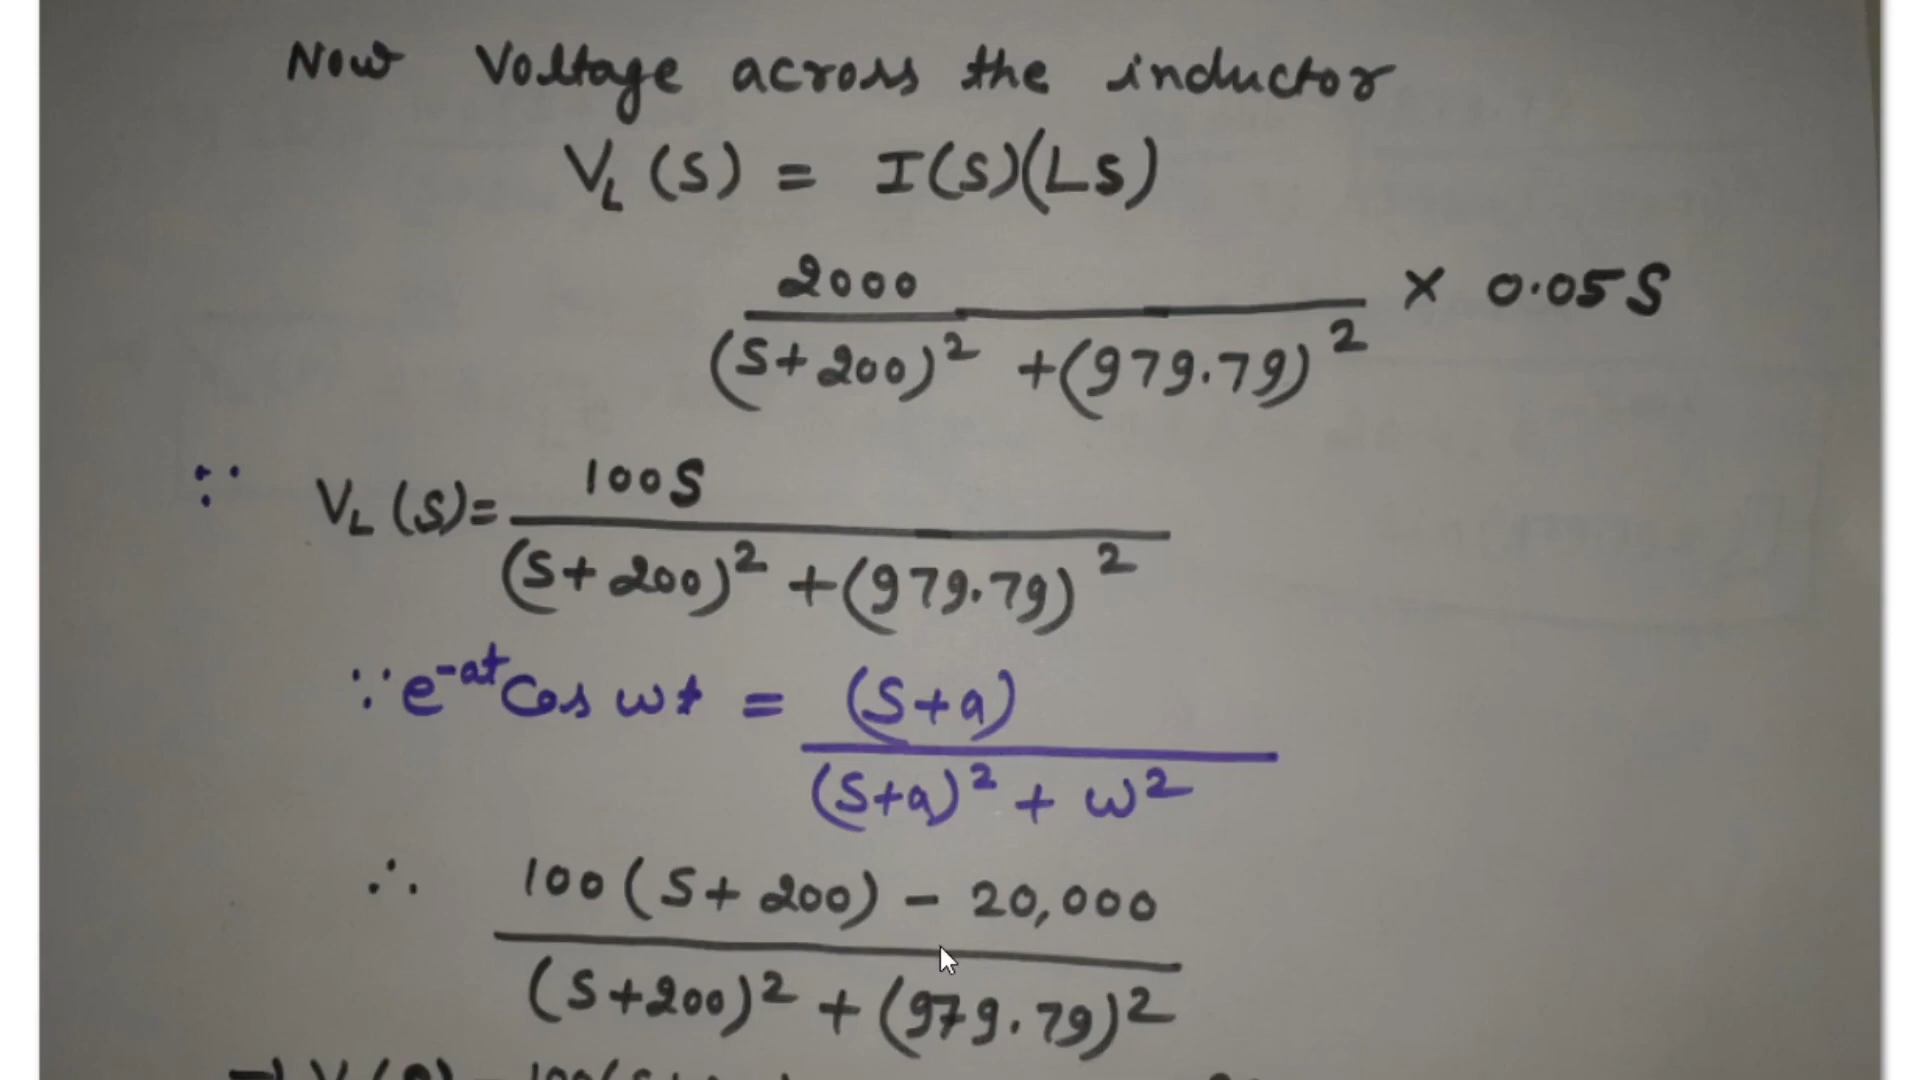 Now Voltage across the inductor
V_L (S) = I(S)(LS)
2000
(S+200)² + (979.79)² × 0.05S
∵ V_L (S) = 100S
(S+200)² + (979.79)²
∵ e^-at Cos ωt = (S+a)
(S+a)² + ω²
∴ 100(S+200) - 20,000
(S+200)² + (979.79)²